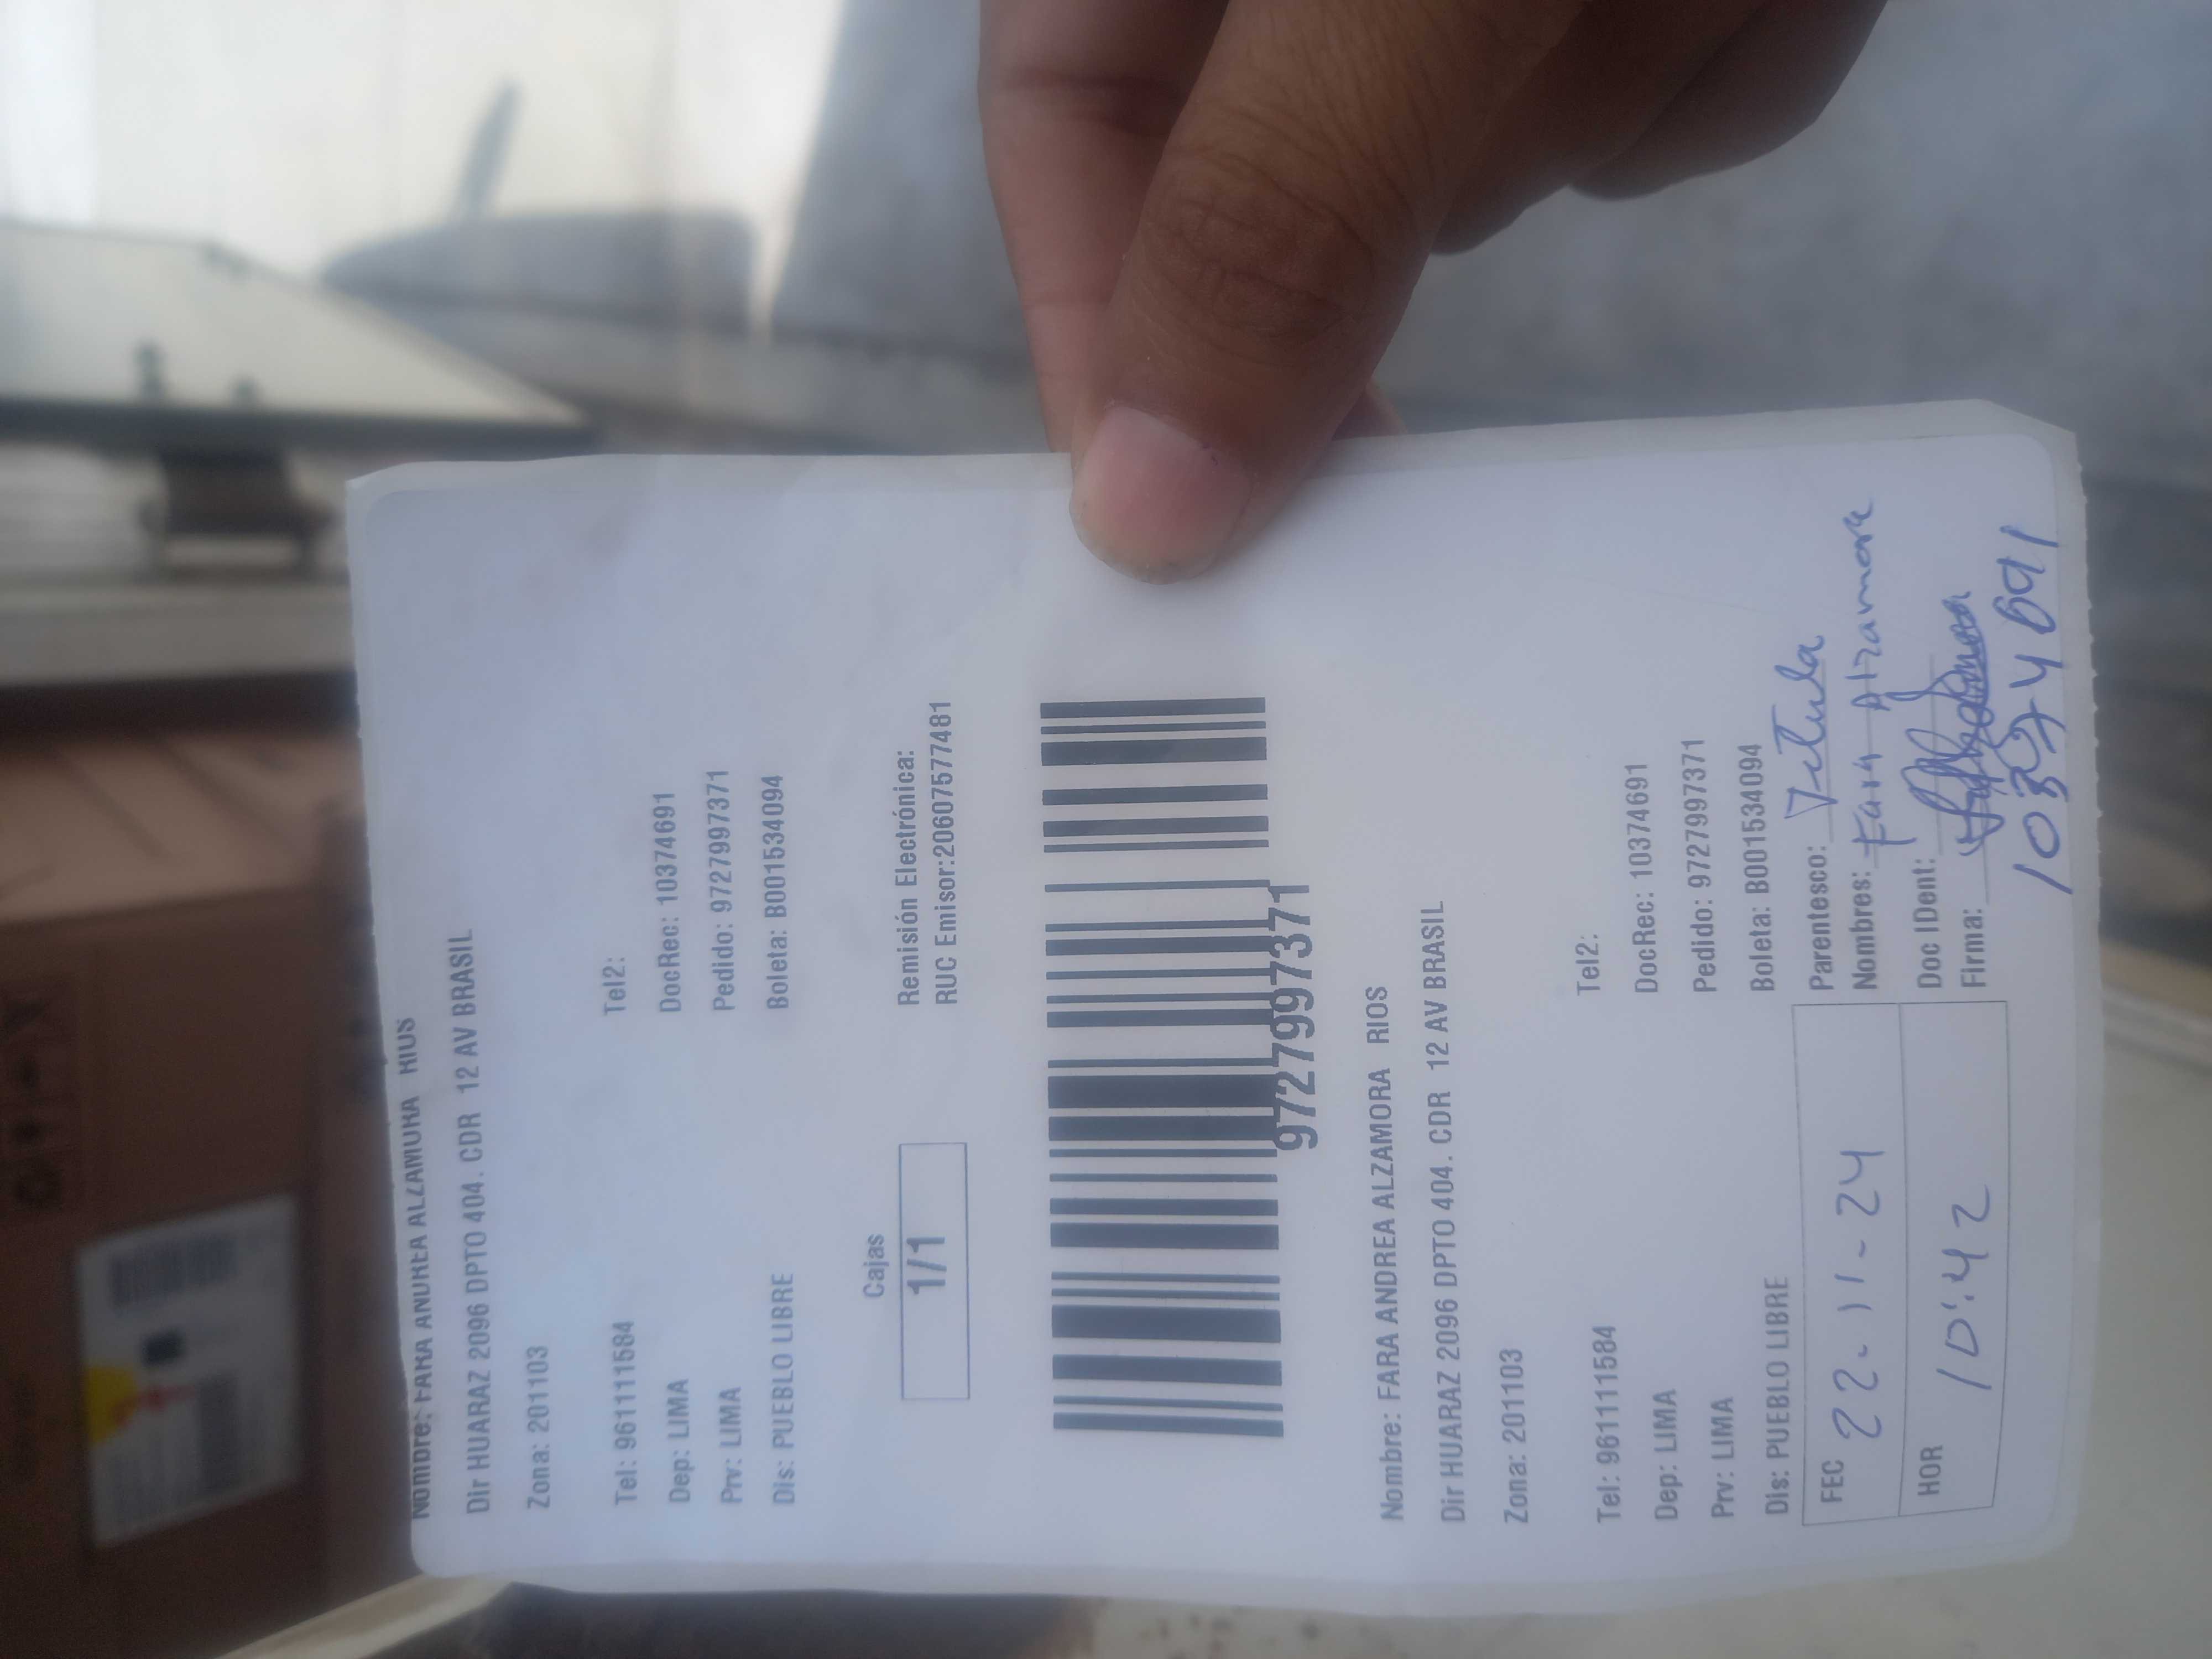 Nombre: FARA ANDREA ALZAMORA RIOS
Dir HUARAZ 2096 DPTO 404. CDR 12 AV BRASIL
Zona: 201103
Tel: 961111584 Tel2:
Dep: LIMA DocRec: 10374691
Prv: LIMA Pedido: 972799737​1
Dis: PUEBLO LIBRE Boleta: B001534094
Cajas Remisión Electrónica:
1/1 RUC Emisor:20607577481
9727997371
Nombre: FARA ANDREA ALZAMORA RIOS
Dir HUARAZ 2096 DPTO 404. CDR 12 AV BRASIL
Zona: 201103
Tel: 961111584 Tel2:
Dep: LIMA DocRec: 10374691
Prv: LIMA Pedido: 9727997371
Dis: PUEBLO LIBRE Boleta: B001534094
FEC 22-11-24 Parentesco:
Nombres: Fara Alzamora
HOR 10:42 Doc IDent:
Firma:
10374691